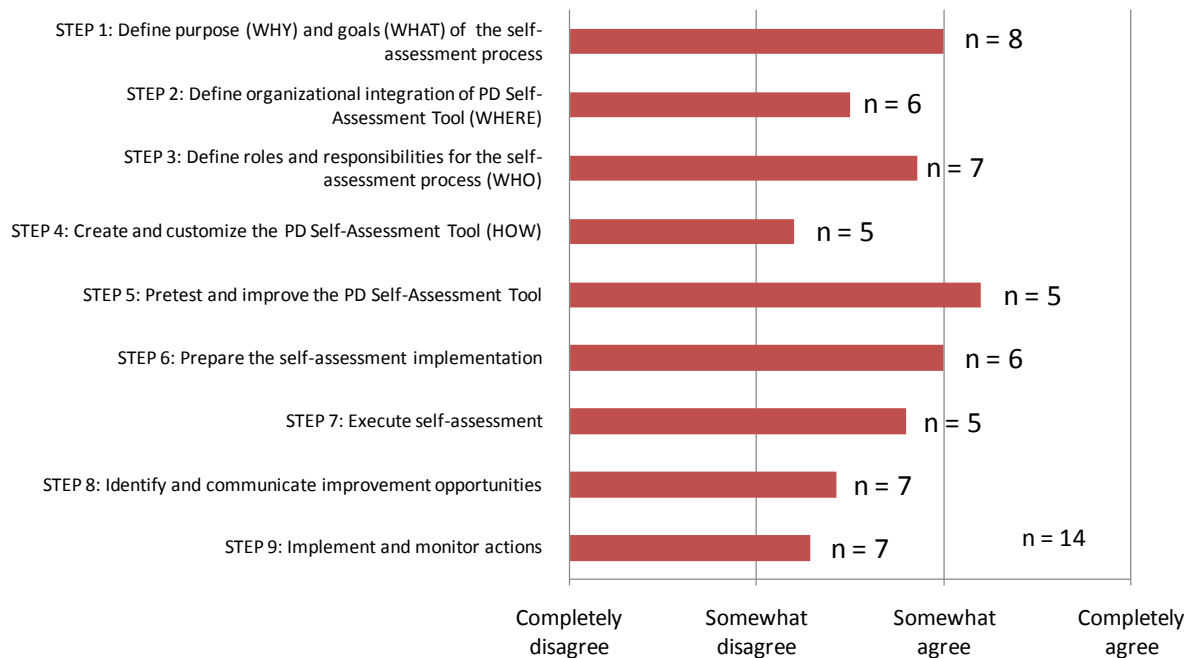 STEP 1: Define purpose (WHY) and goals (WHAT) of the self-
assessment process
n = 8
STEP 2: Define organizational integration of PD Self-
Assessment Tool (WHERE)
n = 6
STEP 3: Define roles and responsibilities for the self-
assessment process (WHO)
n = 7
STEP 4: Create and customize the PD Self-Assessment Tool (HOW)
n = 5
STEP 5: Pretest and improve the PD Self-Assessment Tool
n = 5
STEP 6: Prepare the self-assessment implementation
n = 6
STEP 7: Execute self-assessment
n = 5
STEP 8: Identify and communicate improvement opportunities
n = 7
STEP 9: Implement and monitor actions
n = 7
n = 14
Completely
disagree
Somewhat
disagree
Somewhat
agree
Completely
agree